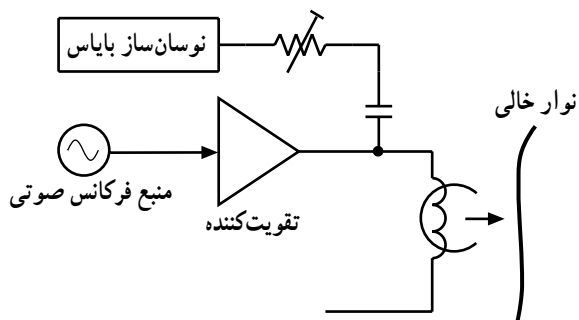 نوسان‌ساز بایاس
نوار خالی
منبع فرکانس صوتی
تقویت‌کننده